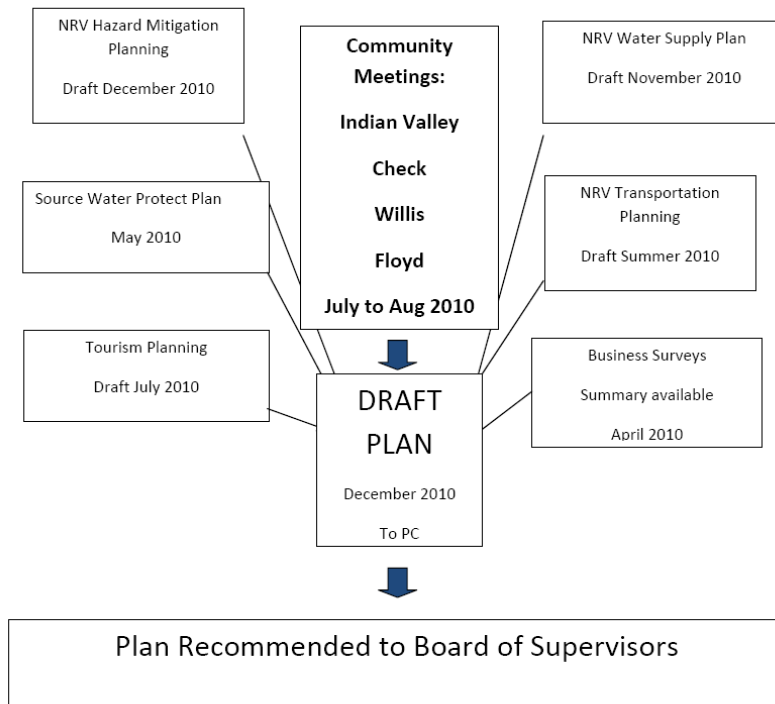 NRV Hazard Mitigation
Planning
Draft December 2010
Community
Meetings:
Indian Valley
Check
Willis
Floyd
July to Aug 2010
NRV Water Supply Plan
Draft November 2010
Source Water Protect Plan
May 2010
NRV Transportation
Planning
Draft Summer 2010
Tourism Planning
Draft July 2010
Business Surveys
Summary available
April 2010
DRAFT
PLAN
December 2010
To PC
Plan Recommended to Board of Supervisors